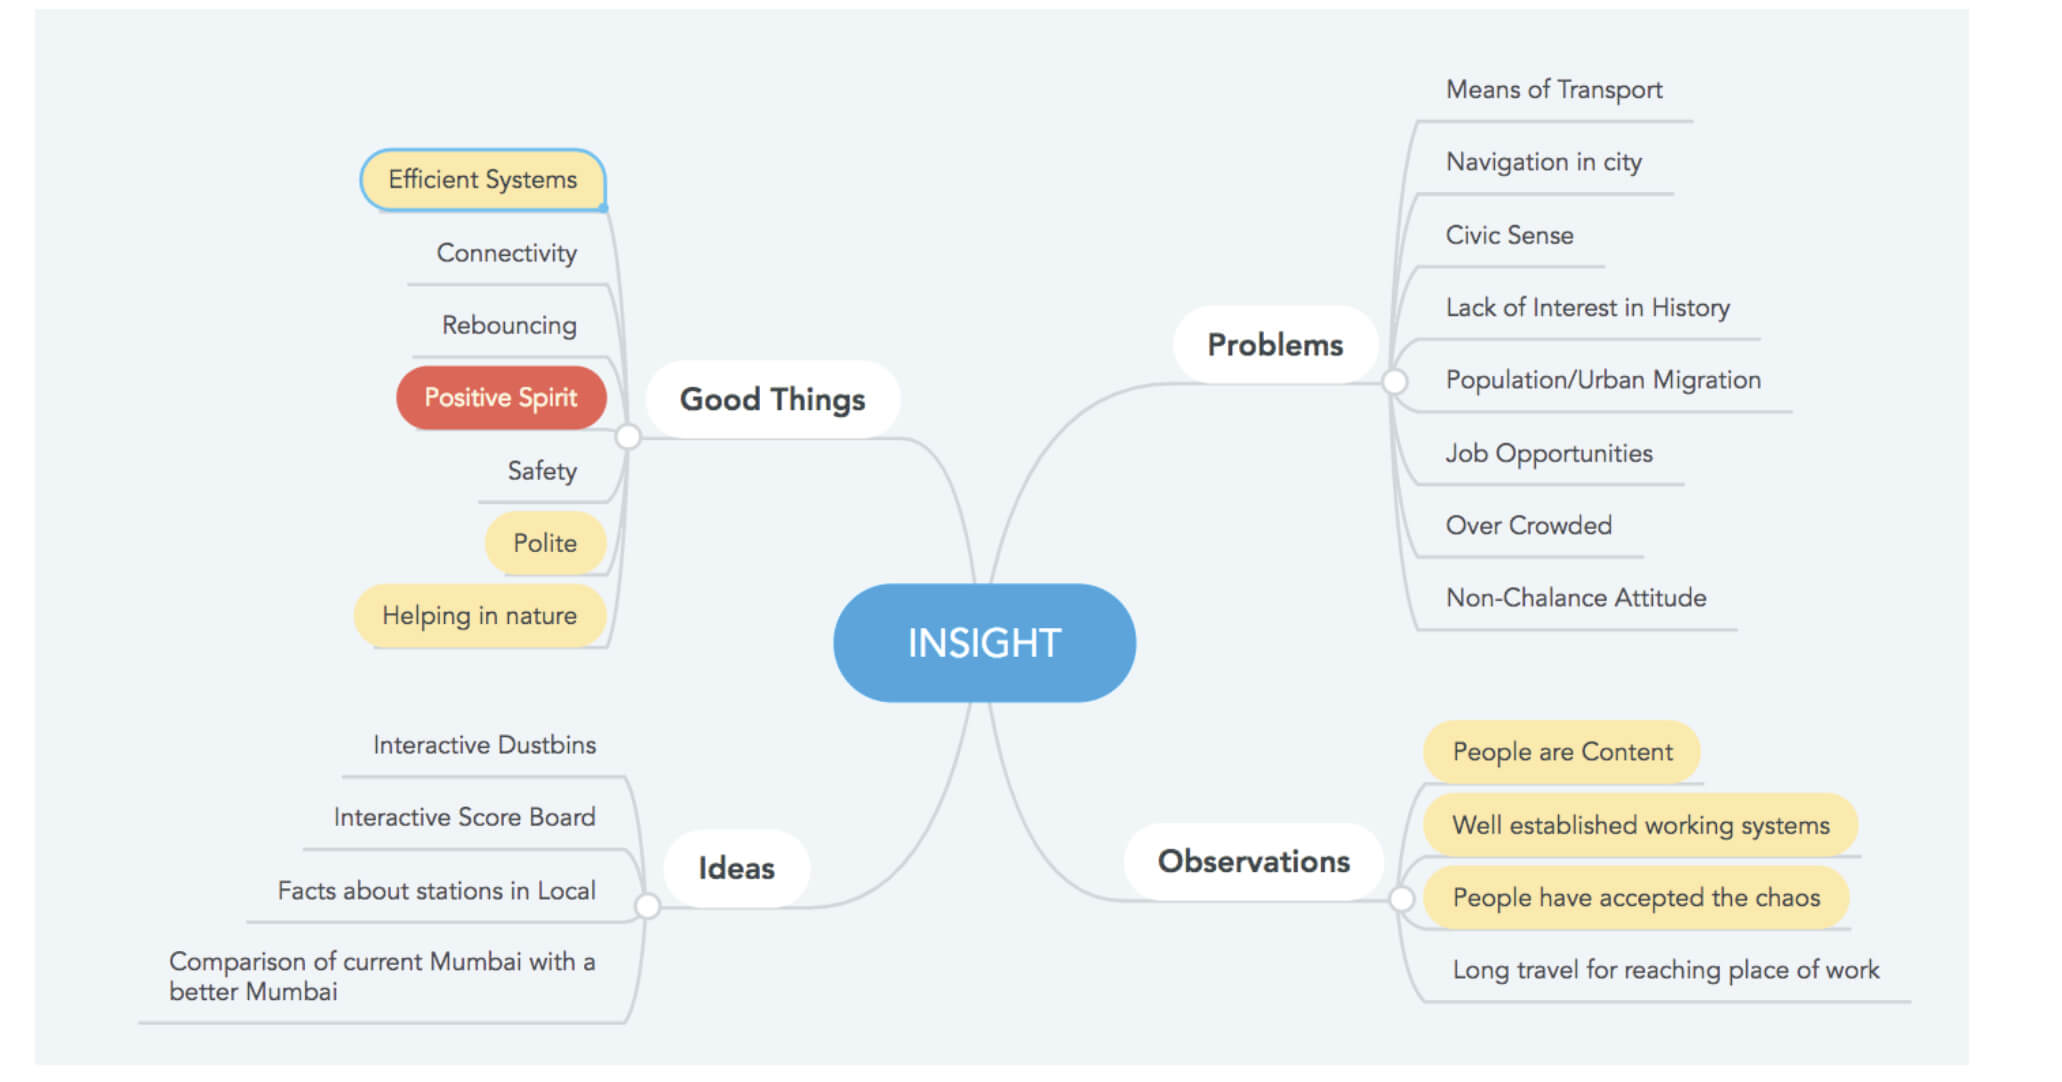 Efficient Systems
Connectivity
Rebouncing
Positive Spirit
Safety
Polite
Helping in nature
Good Things
Interactive Dustbins
Interactive Score Board
Facts about stations in Local
Comparison of current Mumbai with a
better Mumbai
Ideas
INSIGHT
Problems
Means of Transport
Navigation in city
Civic Sense
Lack of Interest in History
Population/Urban Migration
Job Opportunities
Over Crowded
Non-Chalance Attitude
Observations
People are Content
Well established working systems
People have accepted the chaos
Long travel for reaching place of work